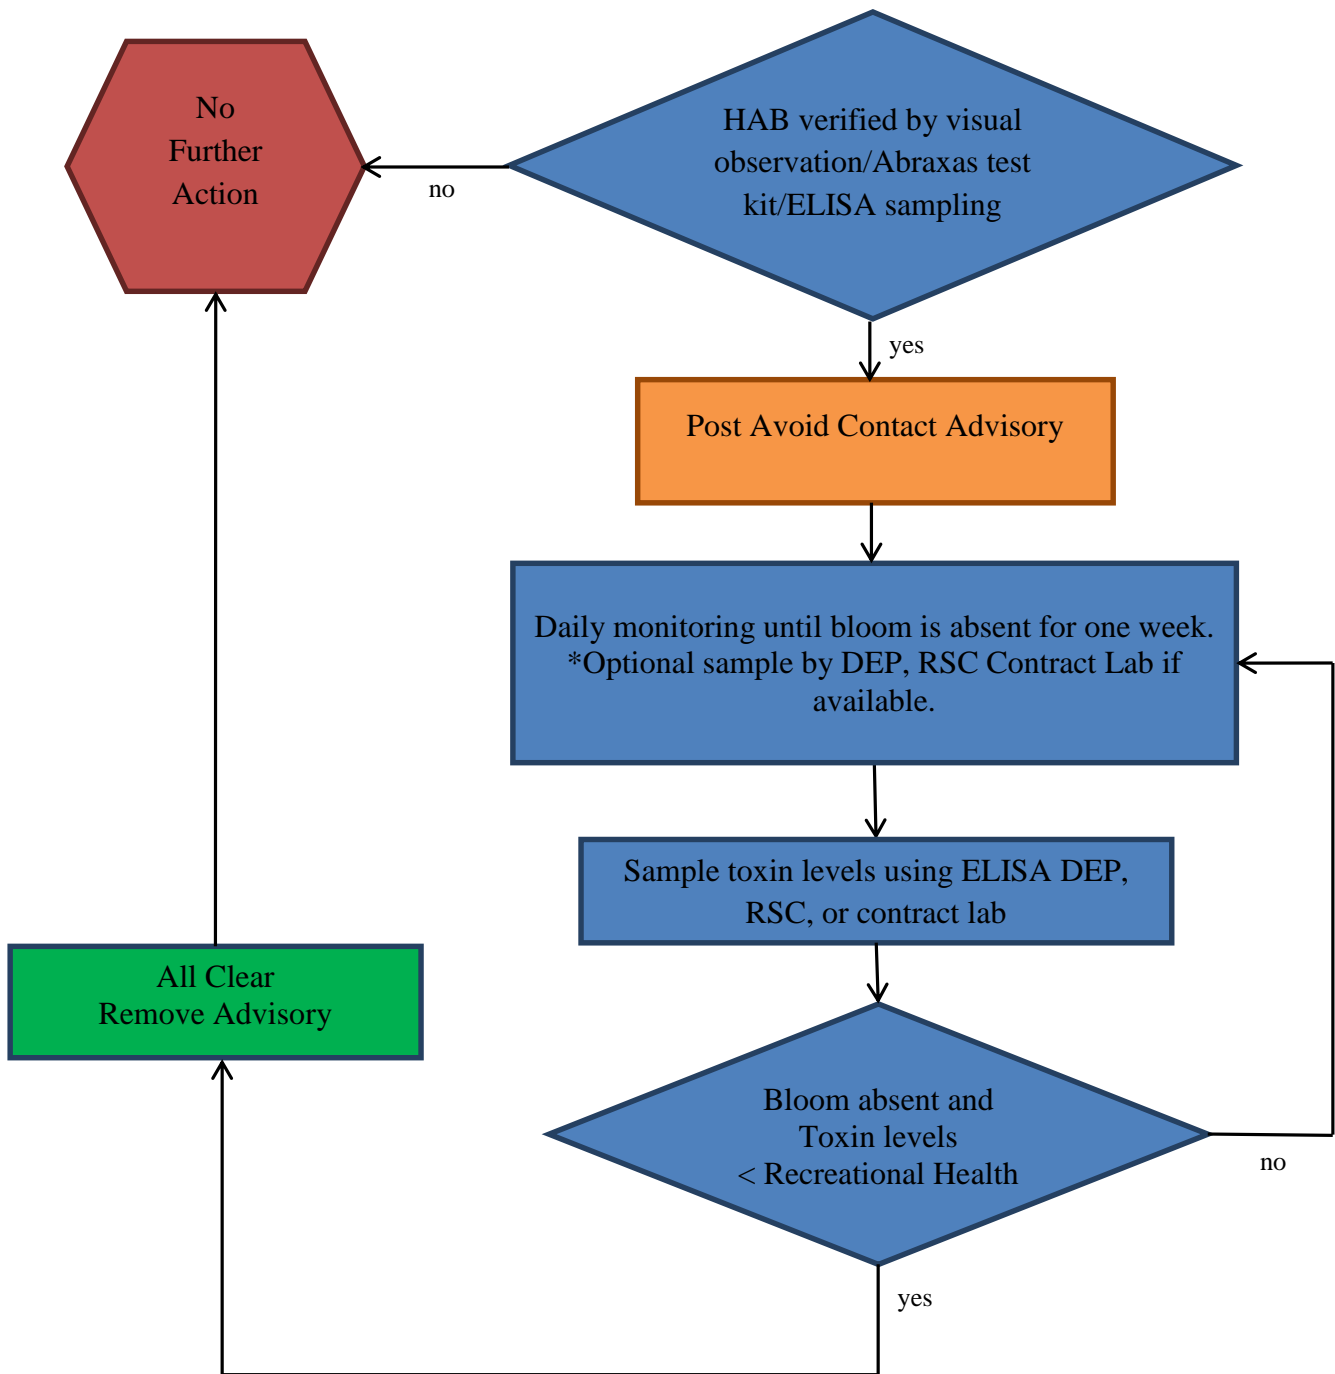 No
Further
Action
HAB verified by visual
observation/Abraxas test
kit/ELISA sampling
no
yes
Post Avoid Contact Advisory
Daily monitoring until bloom is absent for one week.
*Optional sample by DEP, RSC Contract Lab if
available.
Sample toxin levels using ELISA DEP,
RSC, or contract lab
All Clear
Remove Advisory
Bloom absent and
Toxin levels
< Recreational Health
no
yes